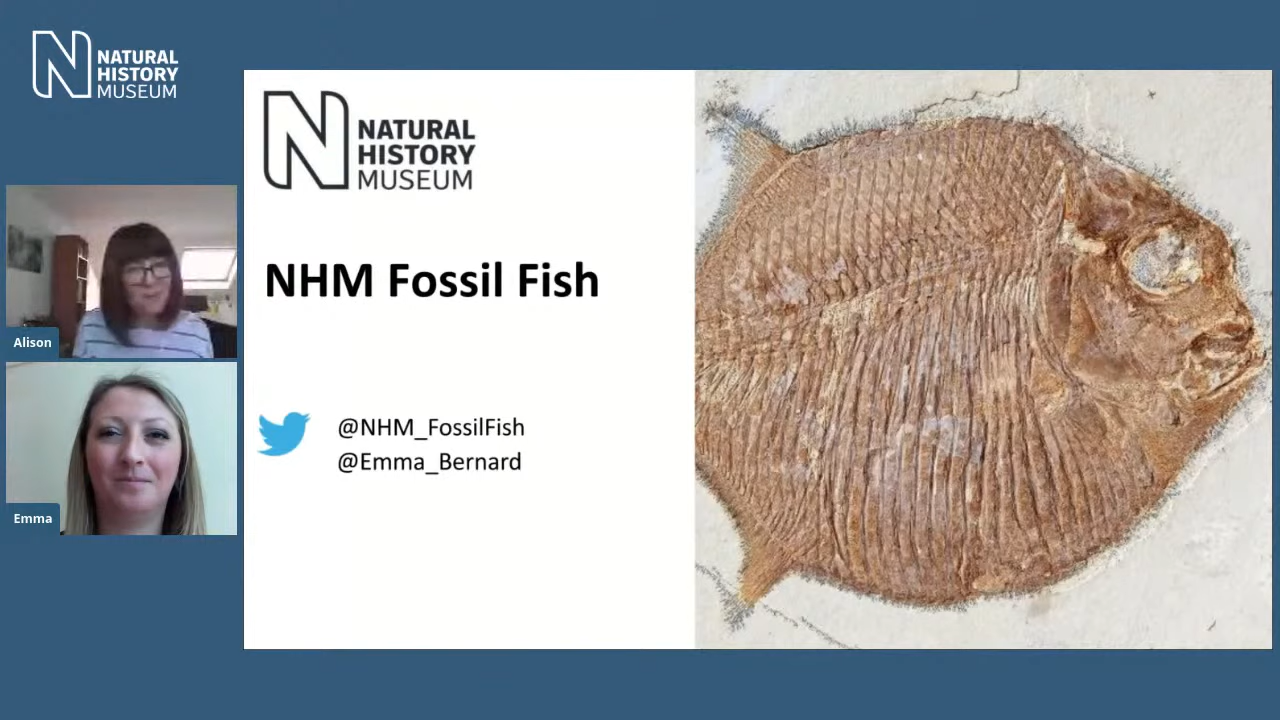 NATURAL
HISTORY
MUSEUM
Alison
Emma
NATURAL
HISTORY
MUSEUM
NHM Fossil Fish
@NHM_FossilFish
@Emma_Bernard